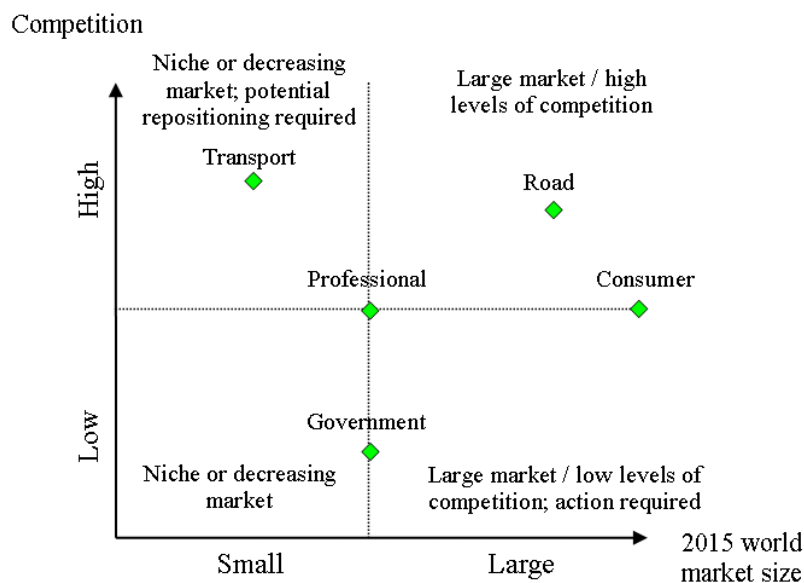 Competition
Niche or decreasing
market; potential
repositioning required
Large market / high
levels of competition
Transport
Road
High
Professional
Consumer
Government
Low
Niche or decreasing
market
Large market / low levels of
competition; action required
Small
Large
2015 world
market size